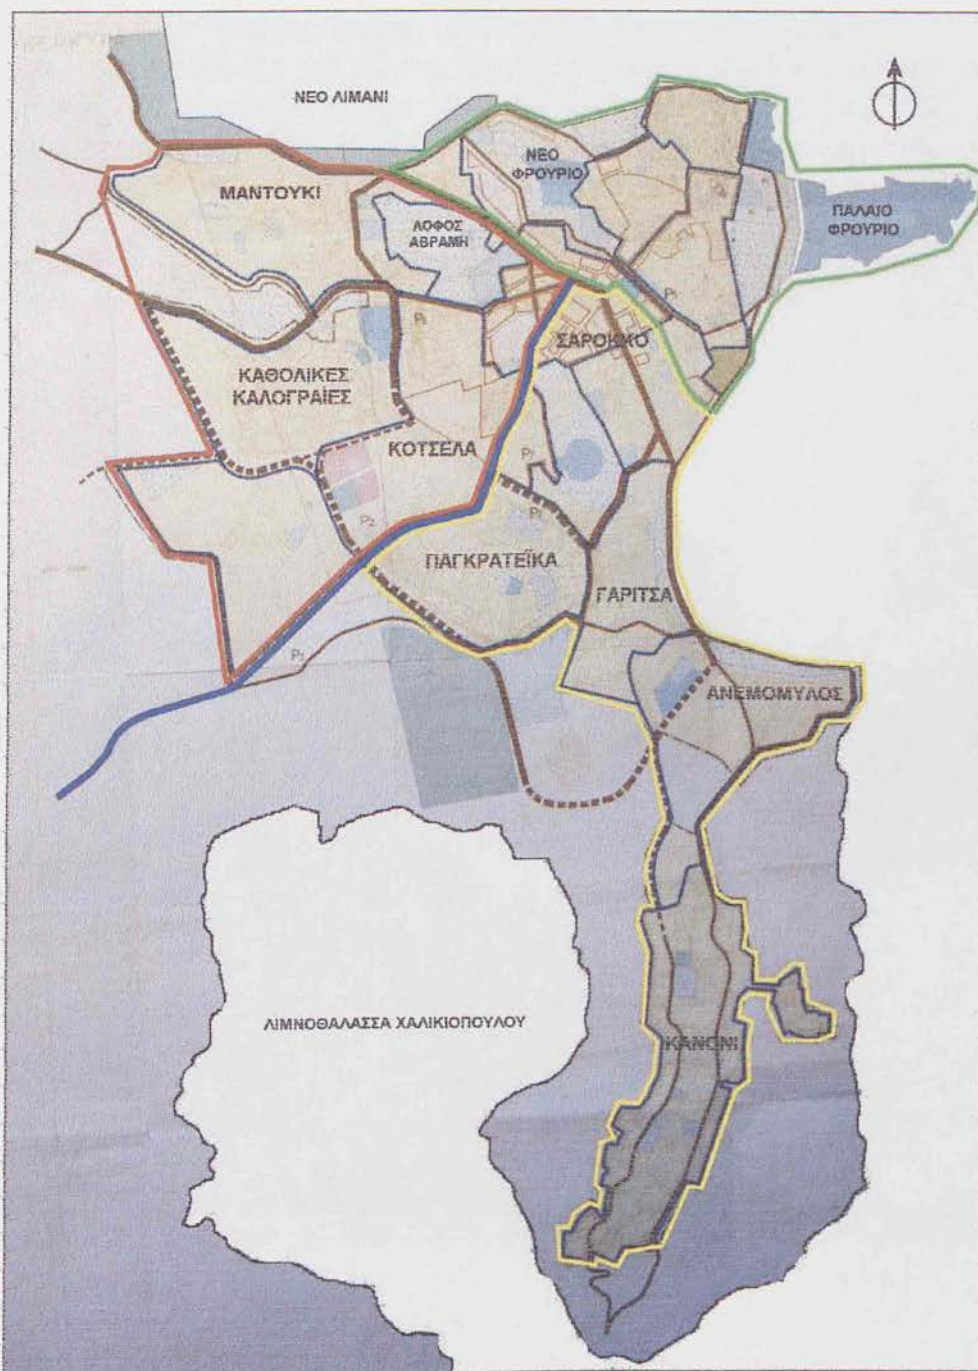 ΝΕΟ ΛΙΜΑΝΙ
ΝΕΟ
ΦΡΟΥΡΙΟ
ΜΑΝΤΟΥΚΙ
ΛΟΦΟΣ
ΑΒΡΑΜΗ
ΠΑΛΑΙΟ
ΦΡΟΥΡΙΟ
ΣΑΡΟΚΚΟ
ΚΑΘΟΛΙΚΕΣ
ΚΑΛΟΓΡΑΙΕΣ
ΚΟΤΣΕΛΑ
P2
ΠΑΓΚΡΑΤΕΪΚΑ
ΓΑΡΙΤΣΑ
ΑΝΕΜΟΜΥΛΟΣ
ΛΙΜΝΟΘΑΛΑΣΣΑ ΧΑΛΙΚΙΟΠΟΥΛΟΥ
ΚΑΝΟΝΙ